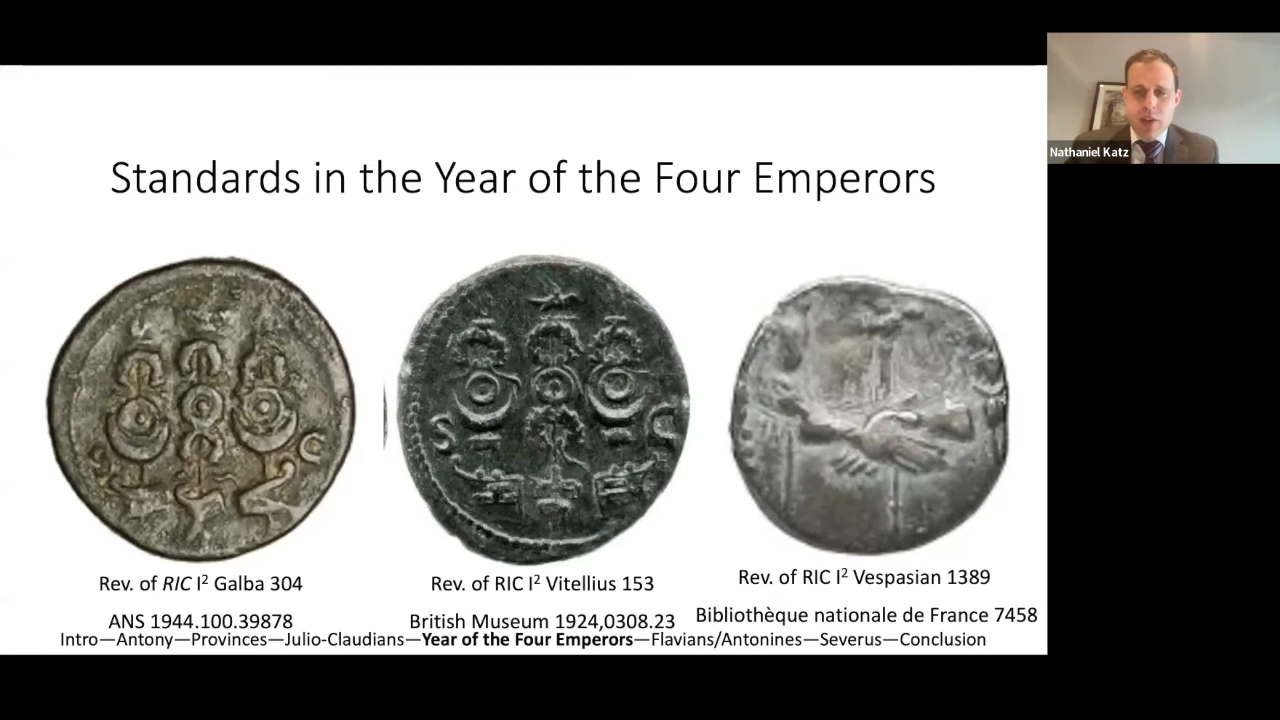 Nathaniel Katz
Standards in the Year of the Four Emperors
S C
S C
Rev. of RIC I² Galba 304
ANS 1944.100.39878
Rev. of RIC I² Vitellius 153
British Museum 1924,0308.23
Rev. of RIC I² Vespasian 1389
Bibliothèque nationale de France 7458
Intro—Antony—Provinces—Julio-Claudians—Year of the Four Emperors—Flavians/Antonines—Severus—Conclusion